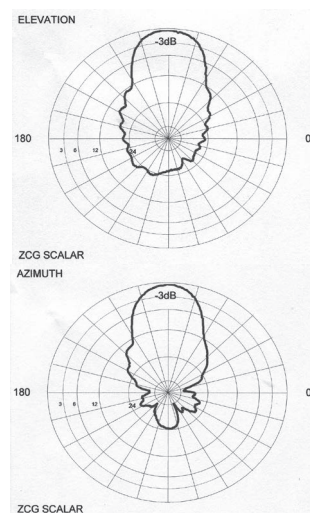 ELEVATION
-3dB
180 0
3 6 12 24
ZCG SCALAR
AZIMUTH
-3dB
180 0
3 6 12 24
ZCG SCALAR